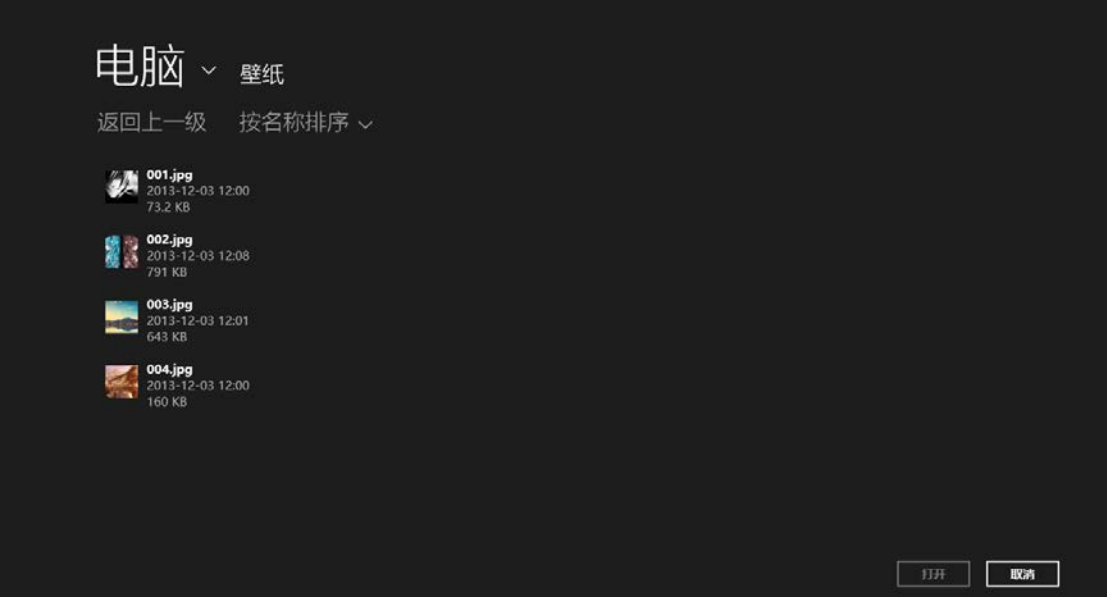 电脑 壁纸
返回上一级 按名称排序
001.jpg
2013-12-03 12:00
73.2 KB
002.jpg
2013-12-03 12:08
791 KB
003.jpg
2013-12-03 12:01
643 KB
004.jpg
2013-12-03 12:00
160 KB
打开 取消